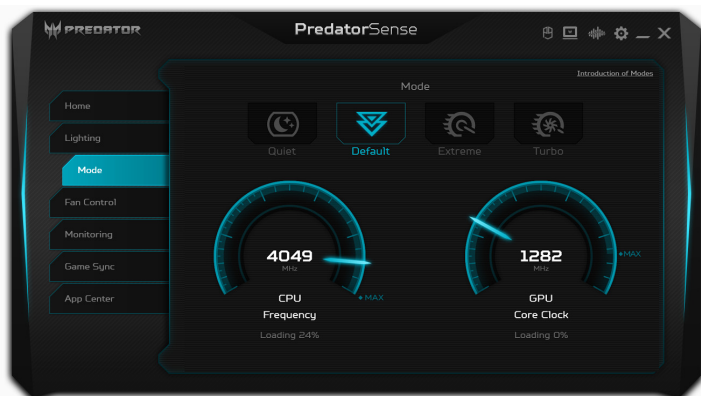 PREDATOR
PredatorSense
Introduction of Modes
Mode
Home
Lighting
Mode
Fan Control
Monitoring
Game Sync
App Center
Quiet
Default
Extreme
Turbo
4049
MHz
MAX
CPU
Frequency
Loading 24%
1282
MHz
MAX
GPU
Core Clock
Loading 0%